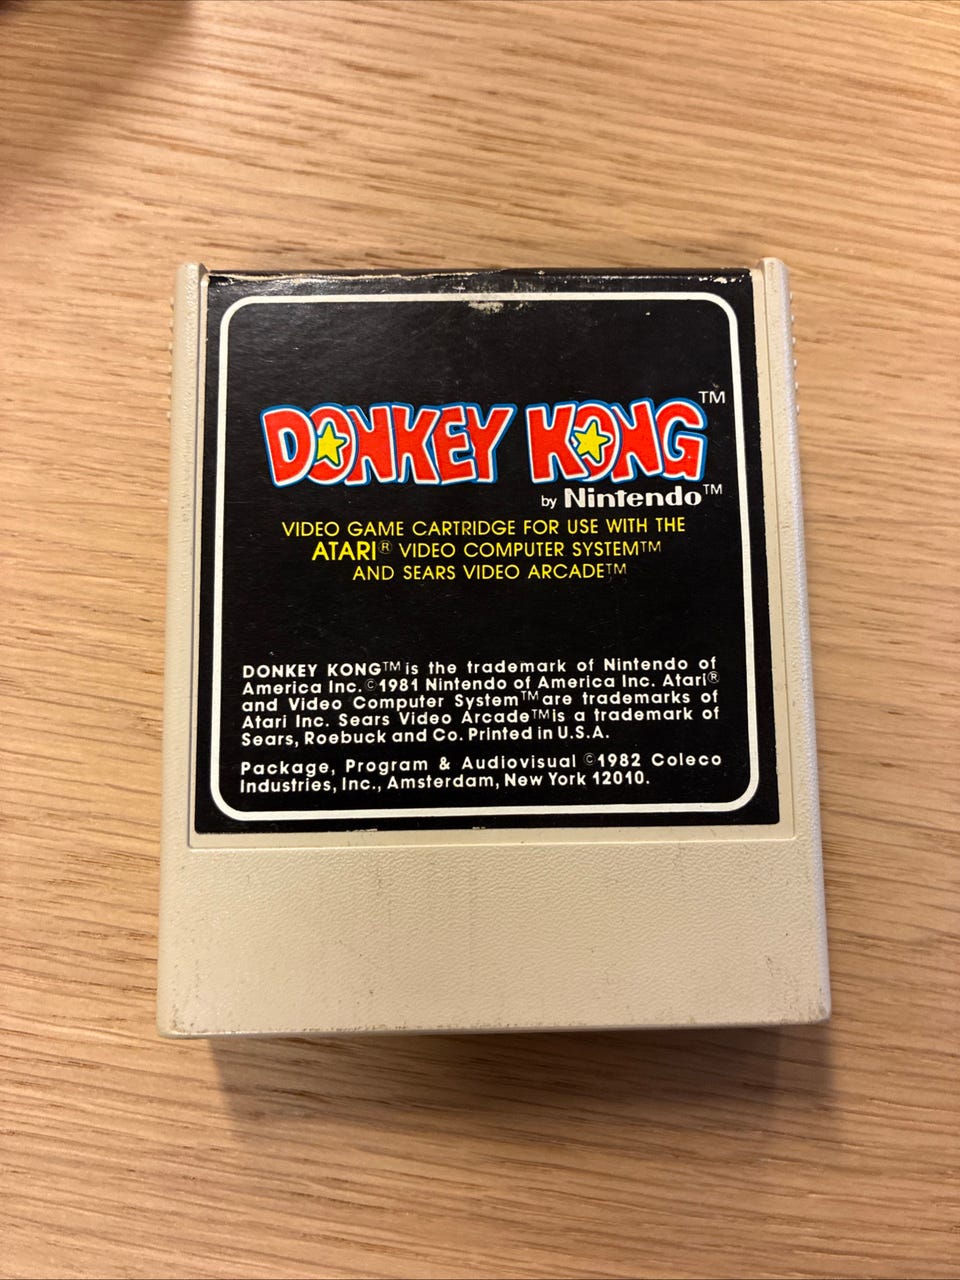 DONKEY KONG™
by Nintendo™
VIDEO GAME CARTRIDGE FOR USE WITH THE
ATARI® VIDEO COMPUTER SYSTEM™
AND SEARS VIDEO ARCADE™
DONKEY KONG™ is the trademark of Nintendo of
America Inc. ©1981 Nintendo of America Inc. Atari®
and Video Computer System™ are trademarks of
Atari Inc. Sears Video Arcade™ is a trademark of
Sears, Roebuck and Co. Printed in U.S.A.
Package, Program & Audiovisual ©1982 Coleco
Industries, Inc., Amsterdam, New York 12010.